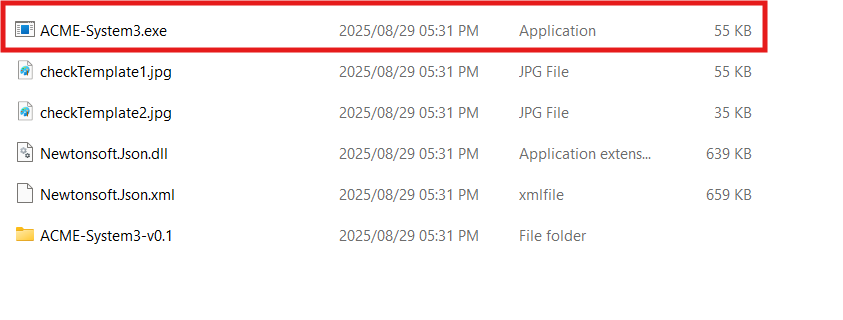 ACME-System3.exe 2025/08/29 05:31 PM Application 55 KB
checkTemplate1.jpg 2025/08/29 05:31 PM JPG File 55 KB
checkTemplate2.jpg 2025/08/29 05:31 PM JPG File 35 KB
Newtonsoft.Json.dll 2025/08/29 05:31 PM Application extens... 639 KB
Newtonsoft.Json.xml 2025/08/29 05:31 PM xmlfile 659 KB
ACME-System3-v0.1 2025/08/29 05:31 PM File folder